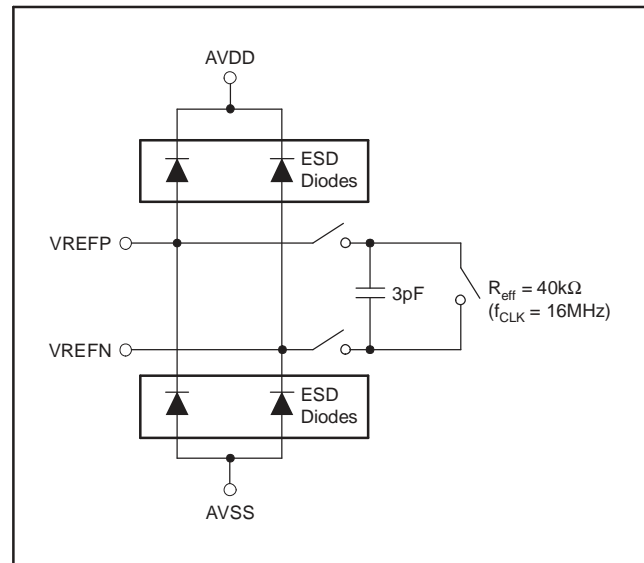 AVDD
ESD
Diodes
VREFP
3pF
R_eff = 40kΩ
(f_CLK = 16MHz)
VREFN
ESD
Diodes
AVSS